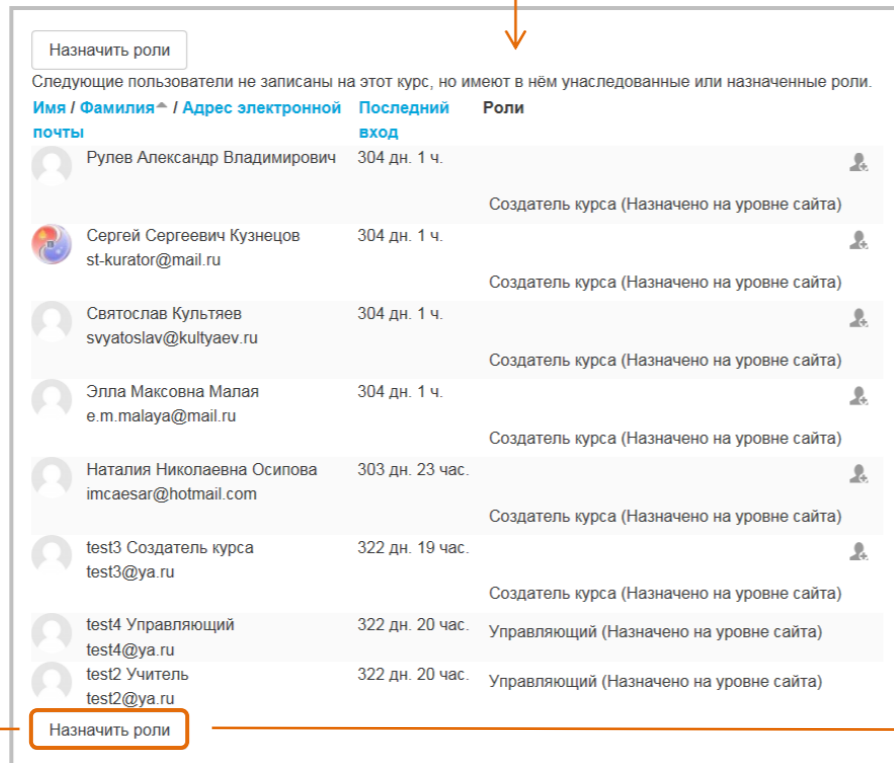 Назначить роли
Следующие пользователи не записаны на этот курс, но имеют в нём унаследованные или назначенные роли.
Имя / Фамилия / Адрес электронной почты Последний вход Роли
Рулев Александр Владимирович 304 дн. 1 ч.
Создатель курса (Назначено на уровне сайта)
Сергей Сергеевич Кузнецов 304 дн. 1 ч.
st-kurator@mail.ru
Создатель курса (Назначено на уровне сайта)
Святослав Культяев 304 дн. 1 ч.
svyatoslav@kultyaev.ru
Создатель курса (Назначено на уровне сайта)
Элла Максовна Малая 304 дн. 1 ч.
e.m.malaya@mail.ru
Создатель курса (Назначено на уровне сайта)
Наталия Николаевна Осипова 303 дн. 23 час.
imcaesar@hotmail.com
Создатель курса (Назначено на уровне сайта)
test3 Создатель курса 322 дн. 19 час.
test3@ya.ru
Создатель курса (Назначено на уровне сайта)
test4 Управляющий 322 дн. 20 час. Управляющий (Назначено на уровне сайта)
test4@ya.ru
test2 Учитель 322 дн. 20 час. Управляющий (Назначено на уровне сайта)
test2@ya.ru
Назначить роли